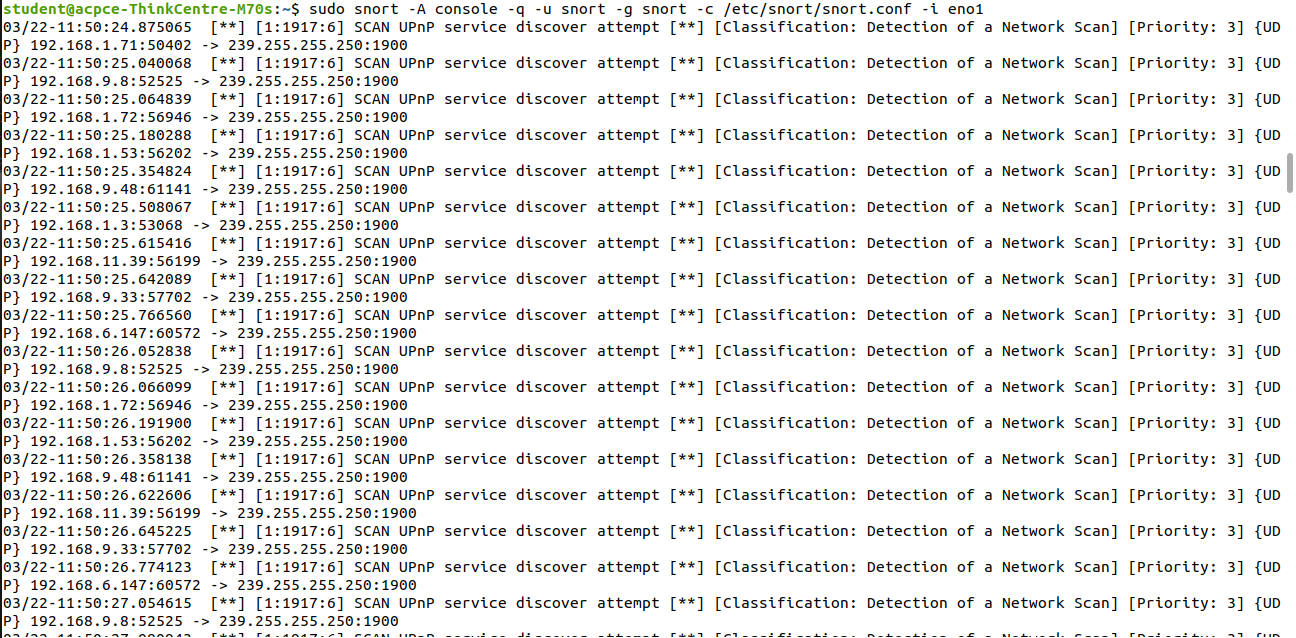 student@acpce-ThinkCentre-M70s:~$ sudo snort -A console -q -u snort -g snort -c /etc/snort/snort.conf -i eno1
03/22-11:50:24.875065  [**] [1:1917:6] SCAN UPnP service discover attempt [**] [Classification: Detection of a Network Scan] [Priority: 3] {UD
P} 192.168.1.71:50402 -> 239.255.255.250:1900
03/22-11:50:25.040068  [**] [1:1917:6] SCAN UPnP service discover attempt [**] [Classification: Detection of a Network Scan] [Priority: 3] {UD
P} 192.168.9.8:52525 -> 239.255.255.250:1900
03/22-11:50:25.064839  [**] [1:1917:6] SCAN UPnP service discover attempt [**] [Classification: Detection of a Network Scan] [Priority: 3] {UD
P} 192.168.1.72:56946 -> 239.255.255.250:1900
03/22-11:50:25.180288  [**] [1:1917:6] SCAN UPnP service discover attempt [**] [Classification: Detection of a Network Scan] [Priority: 3] {UD
P} 192.168.1.53:56202 -> 239.255.255.250:1900
03/22-11:50:25.354824  [**] [1:1917:6] SCAN UPnP service discover attempt [**] [Classification: Detection of a Network Scan] [Priority: 3] {UD
P} 192.168.9.48:61141 -> 239.255.255.250:1900
03/22-11:50:25.508067  [**] [1:1917:6] SCAN UPnP service discover attempt [**] [Classification: Detection of a Network Scan] [Priority: 3] {UD
P} 192.168.1.3:53068 -> 239.255.255.250:1900
03/22-11:50:25.615416  [**] [1:1917:6] SCAN UPnP service discover attempt [**] [Classification: Detection of a Network Scan] [Priority: 3] {UD
P} 192.168.11.39:56199 -> 239.255.255.250:1900
03/22-11:50:25.642089  [**] [1:1917:6] SCAN UPnP service discover attempt [**] [Classification: Detection of a Network Scan] [Priority: 3] {UD
P} 192.168.9.33:57702 -> 239.255.255.250:1900
03/22-11:50:25.766560  [**] [1:1917:6] SCAN UPnP service discover attempt [**] [Classification: Detection of a Network Scan] [Priority: 3] {UD
P} 192.168.6.147:60572 -> 239.255.255.250:1900
03/22-11:50:26.052838  [**] [1:1917:6] SCAN UPnP service discover attempt [**] [Classification: Detection of a Network Scan] [Priority: 3] {UD
P} 192.168.9.8:52525 -> 239.255.255.250:1900
03/22-11:50:26.066099  [**] [1:1917:6] SCAN UPnP service discover attempt [**] [Classification: Detection of a Network Scan] [Priority: 3] {UD
P} 192.168.1.72:56946 -> 239.255.255.250:1900
03/22-11:50:26.191900  [**] [1:1917:6] SCAN UPnP service discover attempt [**] [Classification: Detection of a Network Scan] [Priority: 3] {UD
P} 192.168.1.53:56202 -> 239.255.255.250:1900
03/22-11:50:26.358138  [**] [1:1917:6] SCAN UPnP service discover attempt [**] [Classification: Detection of a Network Scan] [Priority: 3] {UD
P} 192.168.9.48:61141 -> 239.255.255.250:1900
03/22-11:50:26.622606  [**] [1:1917:6] SCAN UPnP service discover attempt [**] [Classification: Detection of a Network Scan] [Priority: 3] {UD
P} 192.168.11.39:56199 -> 239.255.255.250:1900
03/22-11:50:26.645225  [**] [1:1917:6] SCAN UPnP service discover attempt [**] [Classification: Detection of a Network Scan] [Priority: 3] {UD
P} 192.168.9.33:57702 -> 239.255.255.250:1900
03/22-11:50:26.774123  [**] [1:1917:6] SCAN UPnP service discover attempt [**] [Classification: Detection of a Network Scan] [Priority: 3] {UD
P} 192.168.6.147:60572 -> 239.255.255.250:1900
03/22-11:50:27.054615  [**] [1:1917:6] SCAN UPnP service discover attempt [**] [Classification: Detection of a Network Scan] [Priority: 3] {UD
P} 192.168.9.8:52525 -> 239.255.255.250:1900
[**] [1:1917:6] SCAN UPnP service discover attempt [**] [Classification: Detection of a Network Scan] [Priority: 3] {UD